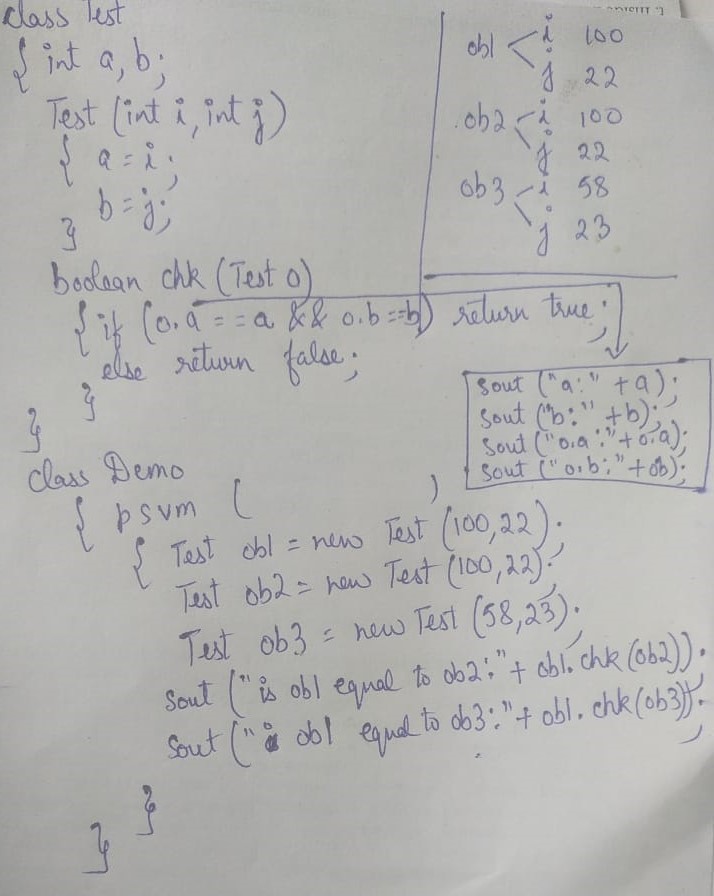 class Test
{ int a, b;
Test (int i, int j)
{ a = i;
b = j;
}
boolean chk (Test o)
{ if (o.a == a && o.b == b) return true;
else return false;
}
}
class Demo
{ psvm ( )
{ Test ob1 = new Test (100,22);
Test ob2 = new Test (100,22);
Test ob3 = new Test (58,23);
sout ("is ob1 equal to ob2:"+ ob1.chk (ob2));
sout (" ob1 equal to ob3:"+ ob1.chk(ob3));
}
}
ob1 i 100
j 22
ob2 i 100
j 22
ob3 i 58
j 23
sout ("a:" +a);
sout ("b:" +b);
sout ("o.a:"+o.a);
sout ("o.b:"+ob);